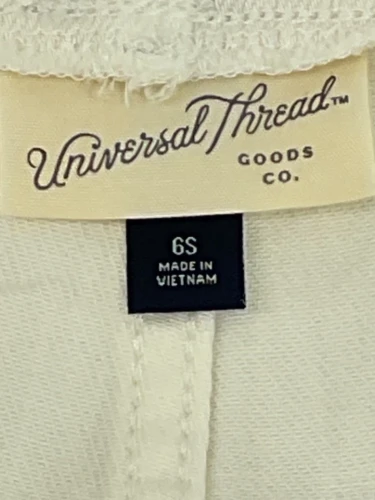 Universal Thread™
GOODS
CO.
6S
MADE IN
VIETNAM